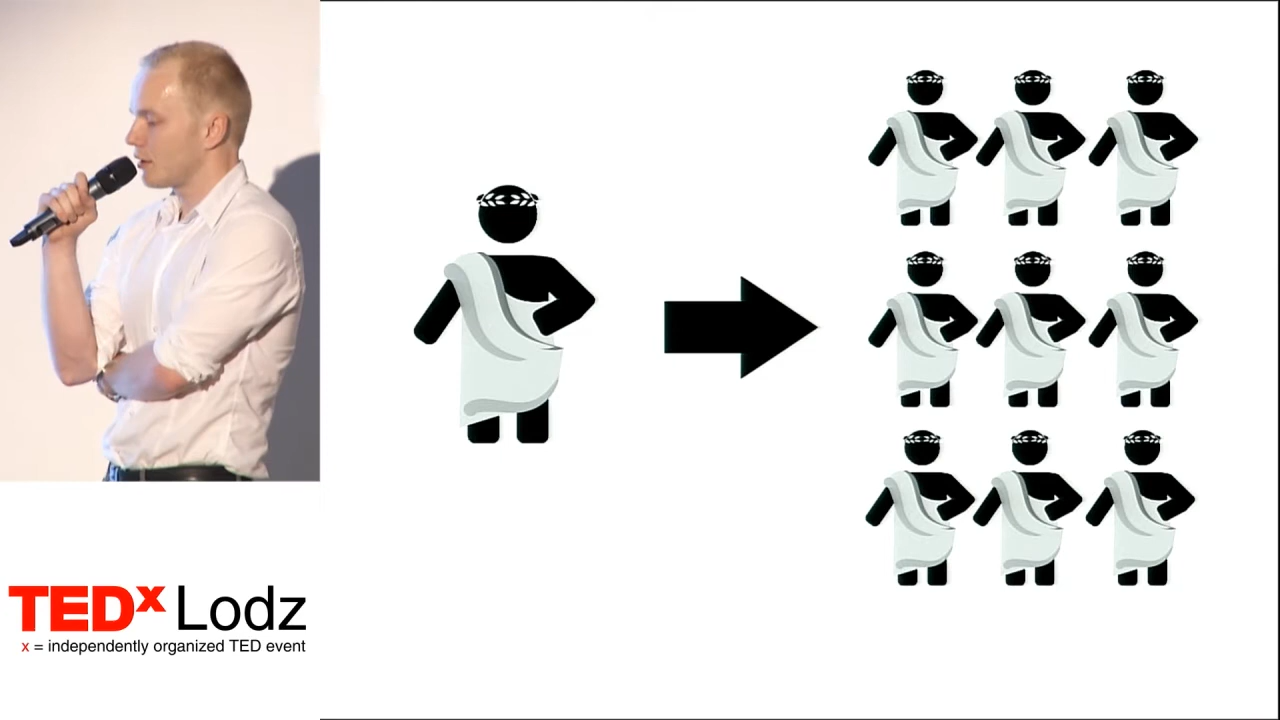 TEDx Lodz
x = independently organized TED event